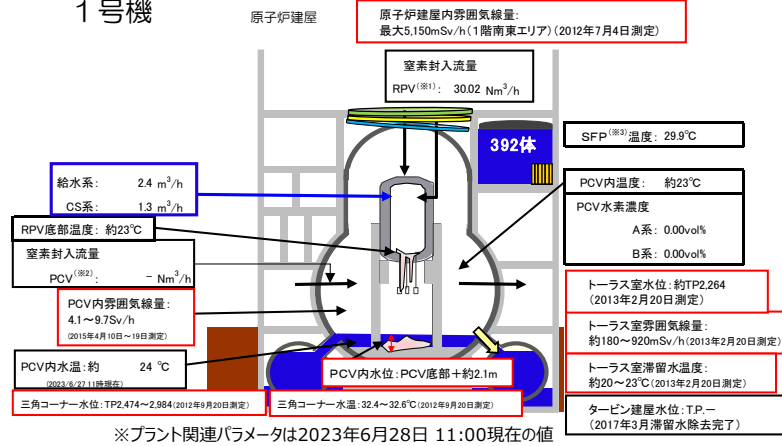 1号機
原子炉建屋
原子炉建屋内雰囲気線量:
最大5,150mSv/h(1階南東エリア)(2012年7月4日測定)
窒素封入流量
RPV(※1): 30.02 Nm³/h
392体
SFP(※3)温度: 29.9℃
給水系: 2.4 m³/h
CS系: 1.3 m³/h
PCV内温度: 約23℃
PCV水素濃度
A系: 0.00vol%
B系: 0.00vol%
RPV底部温度: 約23℃
窒素封入流量
PCV(※2): - Nm³/h
トーラス室水位:約TP2,264
(2013年2月20日測定)
PCV内雰囲気線量:
4.1~9.7Sv/h
(2015年4月10日~19日測定)
トーラス室雰囲気線量:
約180~920mSv/h(2013年2月20日測定)
PCV内水温:約 24 ℃
(2023/6/27 11時現在)
PCV内水位:PCV底部+約2.1m
トーラス室滞留水温度:
約20~23℃(2013年2月20日測定)
三角コーナー水位:TP2,474~2,984(2012年9月20日測定)
三角コーナー水温:32.4~32.6℃(2012年9月20日測定)
タービン建屋水位:T.P.-
(2017年3月滞留水除去完了)
※プラント関連パラメータは2023年6月28日 11:00現在の値